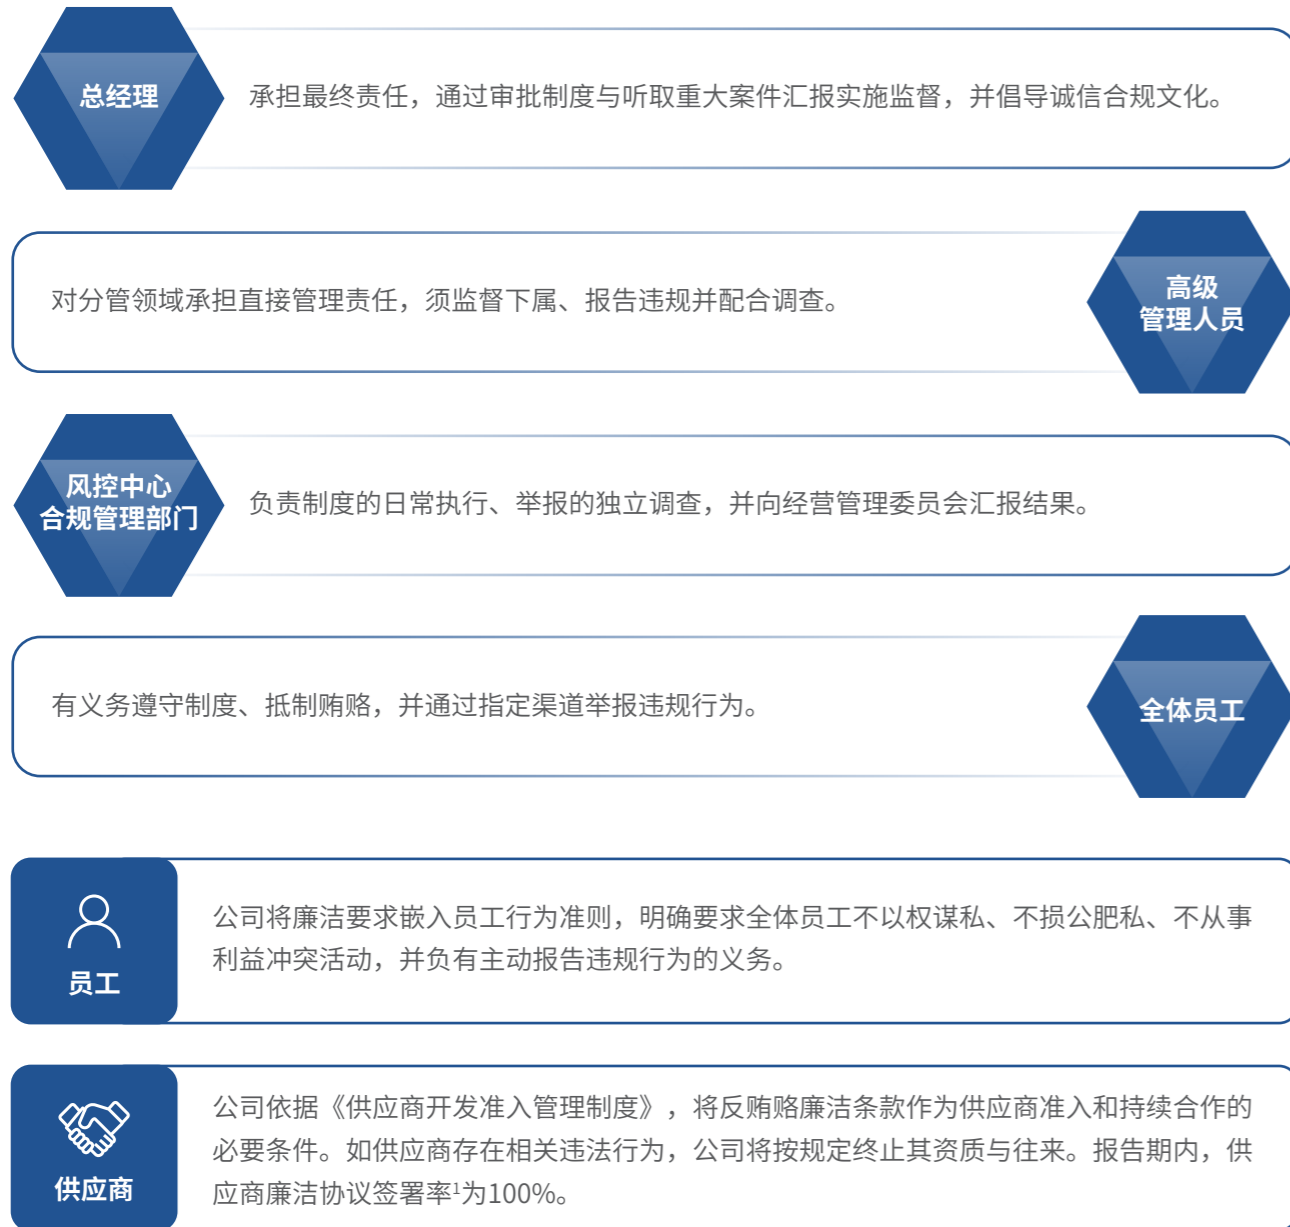 总经理
承担最终责任，通过审批制度与听取重大案件汇报实施监督，并倡导诚信合规文化。
对分管领域承担直接管理责任，须监督下属、报告违规并配合调查。
高级
管理人员
风控中心
合规管理部门
负责制度的日常执行、举报的独立调查，并向经营管理委员会汇报结果。
有义务遵守制度、抵制贿赂，并通过指定渠道举报违规行为。
全体员工
员工
公司将廉洁要求嵌入员工行为准则，明确要求全体员工不以权谋私、不损公肥私、不从事
利益冲突活动，并负有主动报告违规行为的义务。
供应商
公司依据《供应商开发准入管理制度》，将反贿赂廉洁条款作为供应商准入和持续合作的
必要条件。如供应商存在相关违法行为，公司将按规定终止其资质与往来。报告期内，供
应商廉洁协议签署率¹为100%。